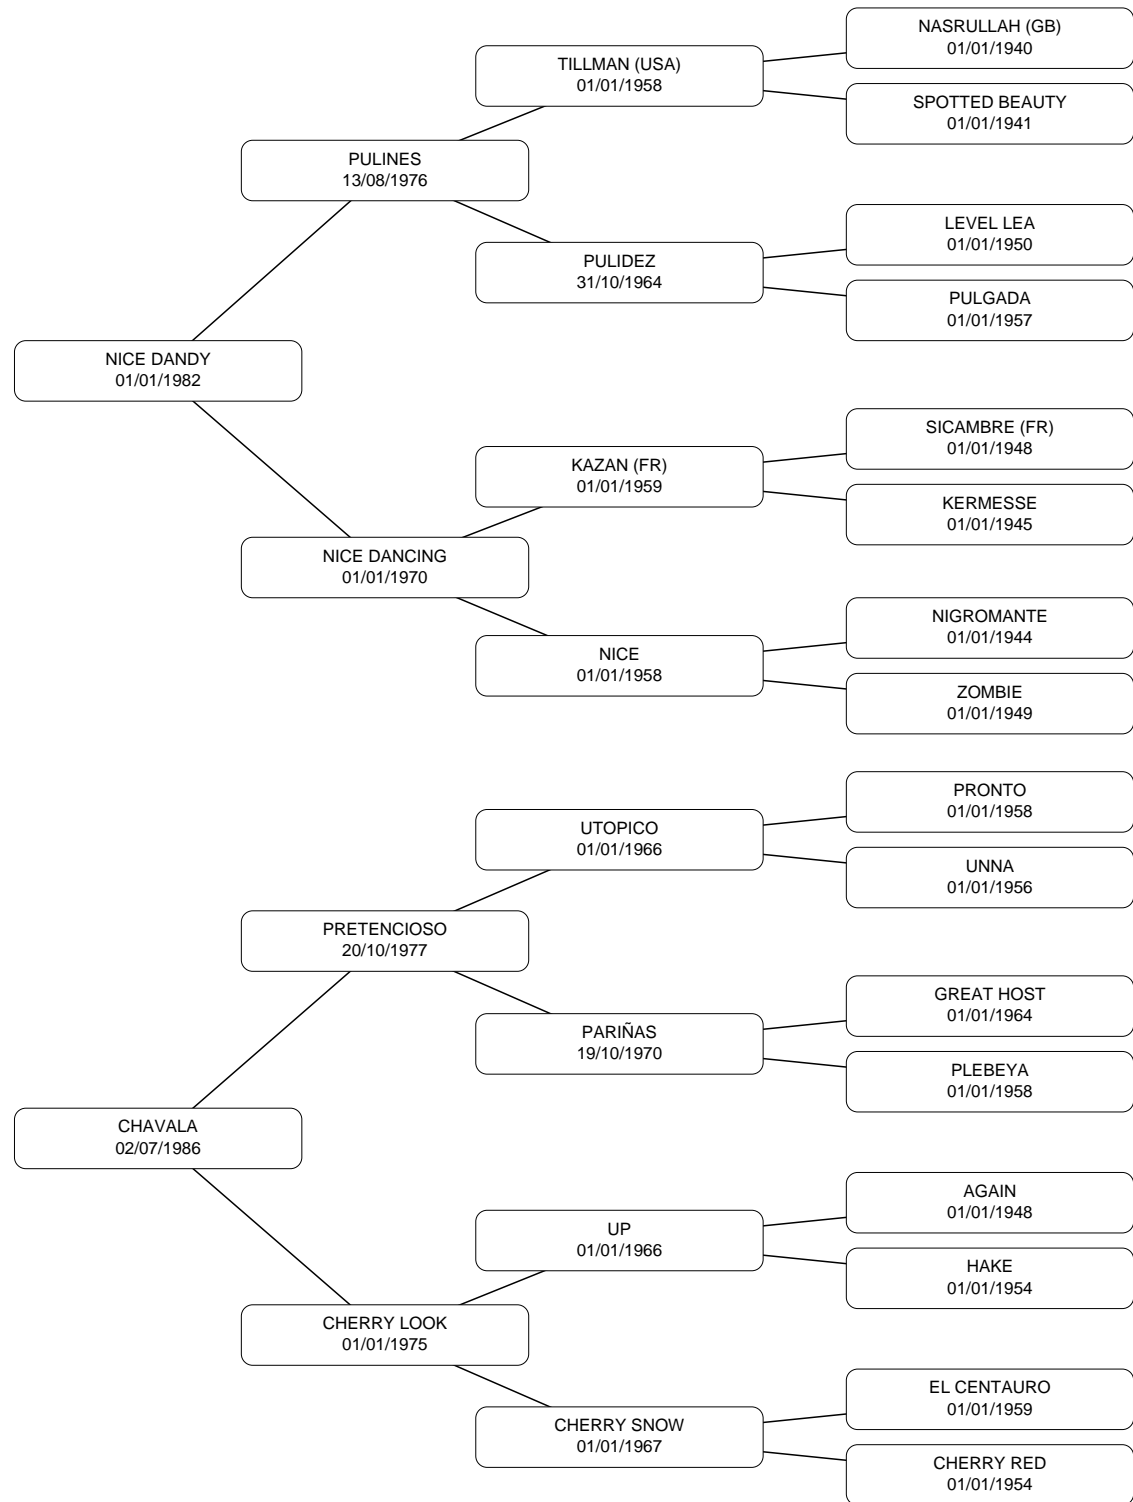 NASRULLAH (GB)
01/01/1940
TILLMAN (USA)
01/01/1958
SPOTTED BEAUTY
01/01/1941
PULINES
13/08/1976
LEVEL LEA
01/01/1950
PULIDEZ
31/10/1964
PULGADA
01/01/1957
NICE DANDY
01/01/1982
SICAMBRE (FR)
01/01/1948
KAZAN (FR)
01/01/1959
KERMESSE
01/01/1945
NICE DANCING
01/01/1970
NIGROMANTE
01/01/1944
NICE
01/01/1958
ZOMBIE
01/01/1949
PRONTO
01/01/1958
UTOPICO
01/01/1966
UNNA
01/01/1956
PRETENCIOSO
20/10/1977
GREAT HOST
01/01/1964
PARIÑAS
19/10/1970
PLEBEYA
01/01/1958
CHAVALA
02/07/1986
AGAIN
01/01/1948
UP
01/01/1966
HAKE
01/01/1954
CHERRY LOOK
01/01/1975
EL CENTAURO
01/01/1959
CHERRY SNOW
01/01/1967
CHERRY RED
01/01/1954